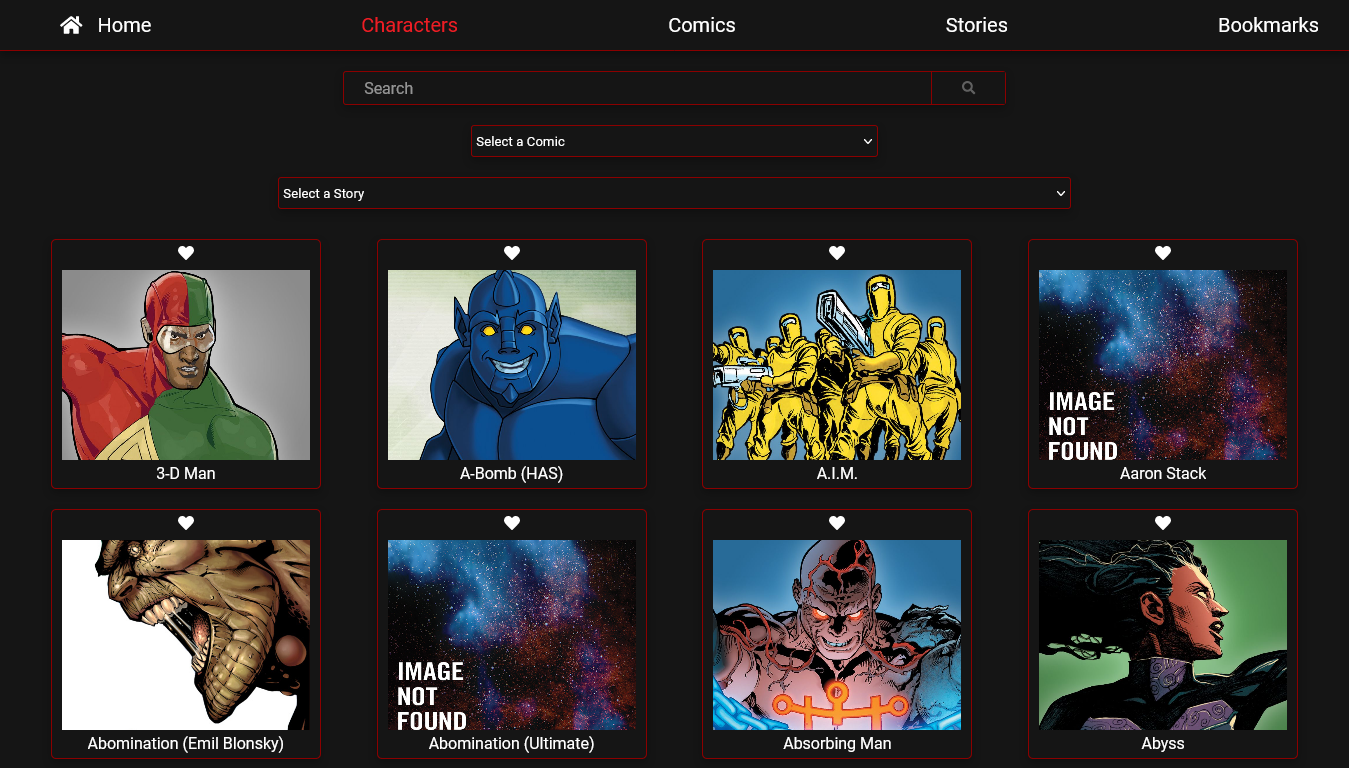 Home Characters Comics Stories Bookmarks
Search
Select a Comic
Select a Story
IMAGE
NOT
FOUND
3-D Man A-Bomb (HAS) A.I.M. Aaron Stack
IMAGE
NOT
FOUND
Abomination (Emil Blonsky) Abomination (Ultimate) Absorbing Man Abyss